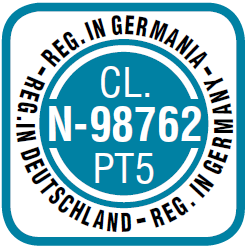 REG. IN GERMANIA - REG. IN GERMANY - REG. IN DEUTSCHLAND -
CL.
N-98762
PT5